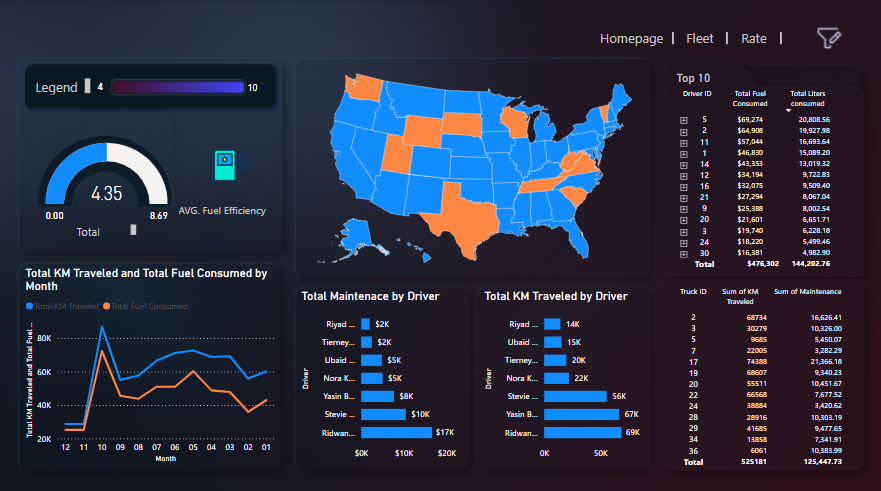 Homepage | Fleet | Rate |
Legend 4 10
4.35
0.00 8.69
Total
AVG. Fuel Efficiency
Total KM Traveled and Total Fuel Consumed by
Month
Total KM Traveled Total Fuel Consumed
Total KM Traveled and Total Fuel ...
80K
60K
40K
20K
12 11 10 09 08 07 06 05 04 03 02 01
Month
Total Maintenace by Driver
Driver
Riyad ... $2K
Tierney... $2K
Ubaid ... $5K
Nora K... $5K
Yasin B... $8K
Stevie ... $10K
Ridwan... $17K
$0K $10K $20K
Total KM Traveled by Driver
Driver
Riyad ... 14K
Ubaid ... 15K
Tierney... 20K
Nora K... 22K
Stevie ... 56K
Yasin B... 67K
Ridwan... 69K
0K 50K
Top 10
Driver ID Total Fuel Consumed Total Liters consumed
5 $69,274 20,808.56
2 $64,908 19,927.98
11 $57,044 16,693.64
1 $46,830 15,089.20
14 $43,353 13,019.32
12 $34,194 9,722.83
16 $32,075 9,509.40
21 $27,294 8,067.04
9 $25,388 8,002.54
20 $21,601 6,651.71
3 $19,740 6,228.18
24 $18,220 5,499.46
30 $16,381 4,982.90
Total $476,302 144,202.76
Truck ID Sum of KM Traveled Sum of Maintenance
2 68734 16,626.41
3 30279 10,326.00
5 9685 5,450.07
7 22005 3,282.29
17 74388 21,366.18
19 68607 9,340.23
20 55511 10,451.67
22 66568 7,677.52
24 38884 3,420.62
28 28916 10,303.19
29 41685 9,477.65
34 13858 7,341.91
36 6061 10,383.99
Total 525181 125,447.73